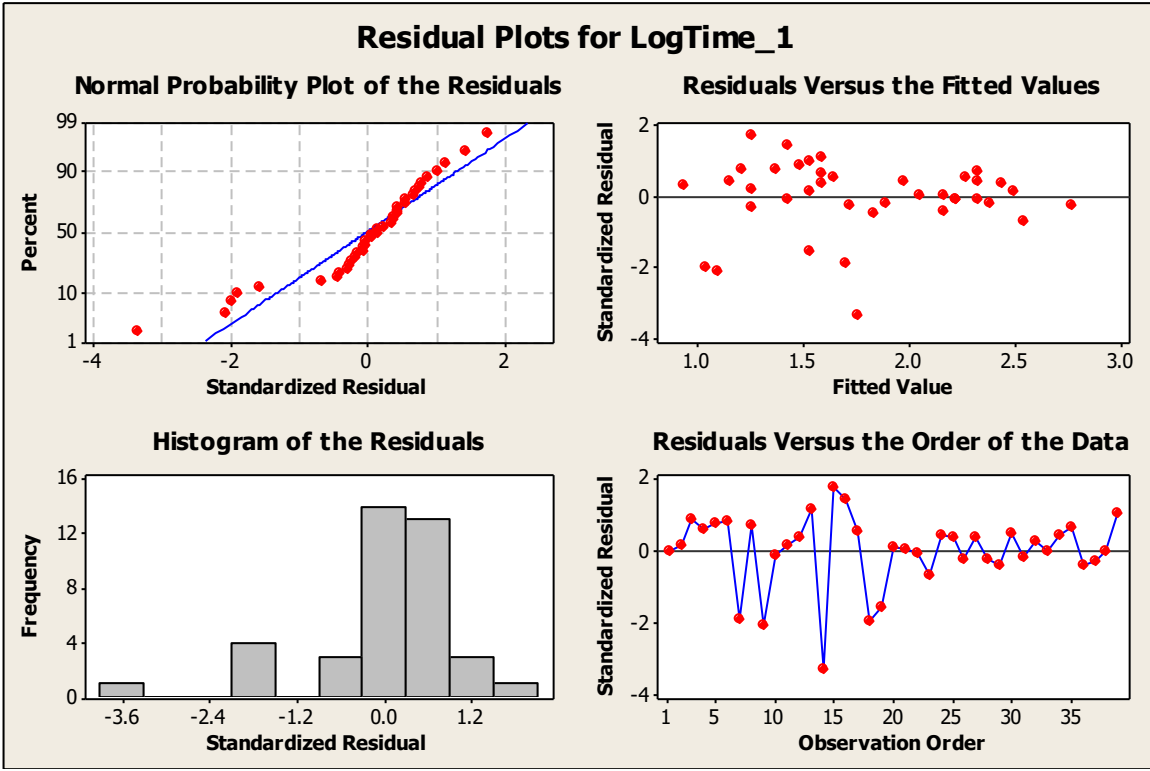 Residual Plots for LogTime_1
Normal Probability Plot of the Residuals
99
90
50
10
1
Percent
-4 -2 0 2
Standardized Residual
Residuals Versus the Fitted Values
2
0
-2
-4
Standardized Residual
1.0 1.5 2.0 2.5 3.0
Fitted Value
Histogram of the Residuals
16
12
8
4
0
Frequency
-3.6 -2.4 -1.2 0.0 1.2
Standardized Residual
Residuals Versus the Order of the Data
2
0
-2
-4
Standardized Residual
1 5 10 15 20 25 30 35
Observation Order